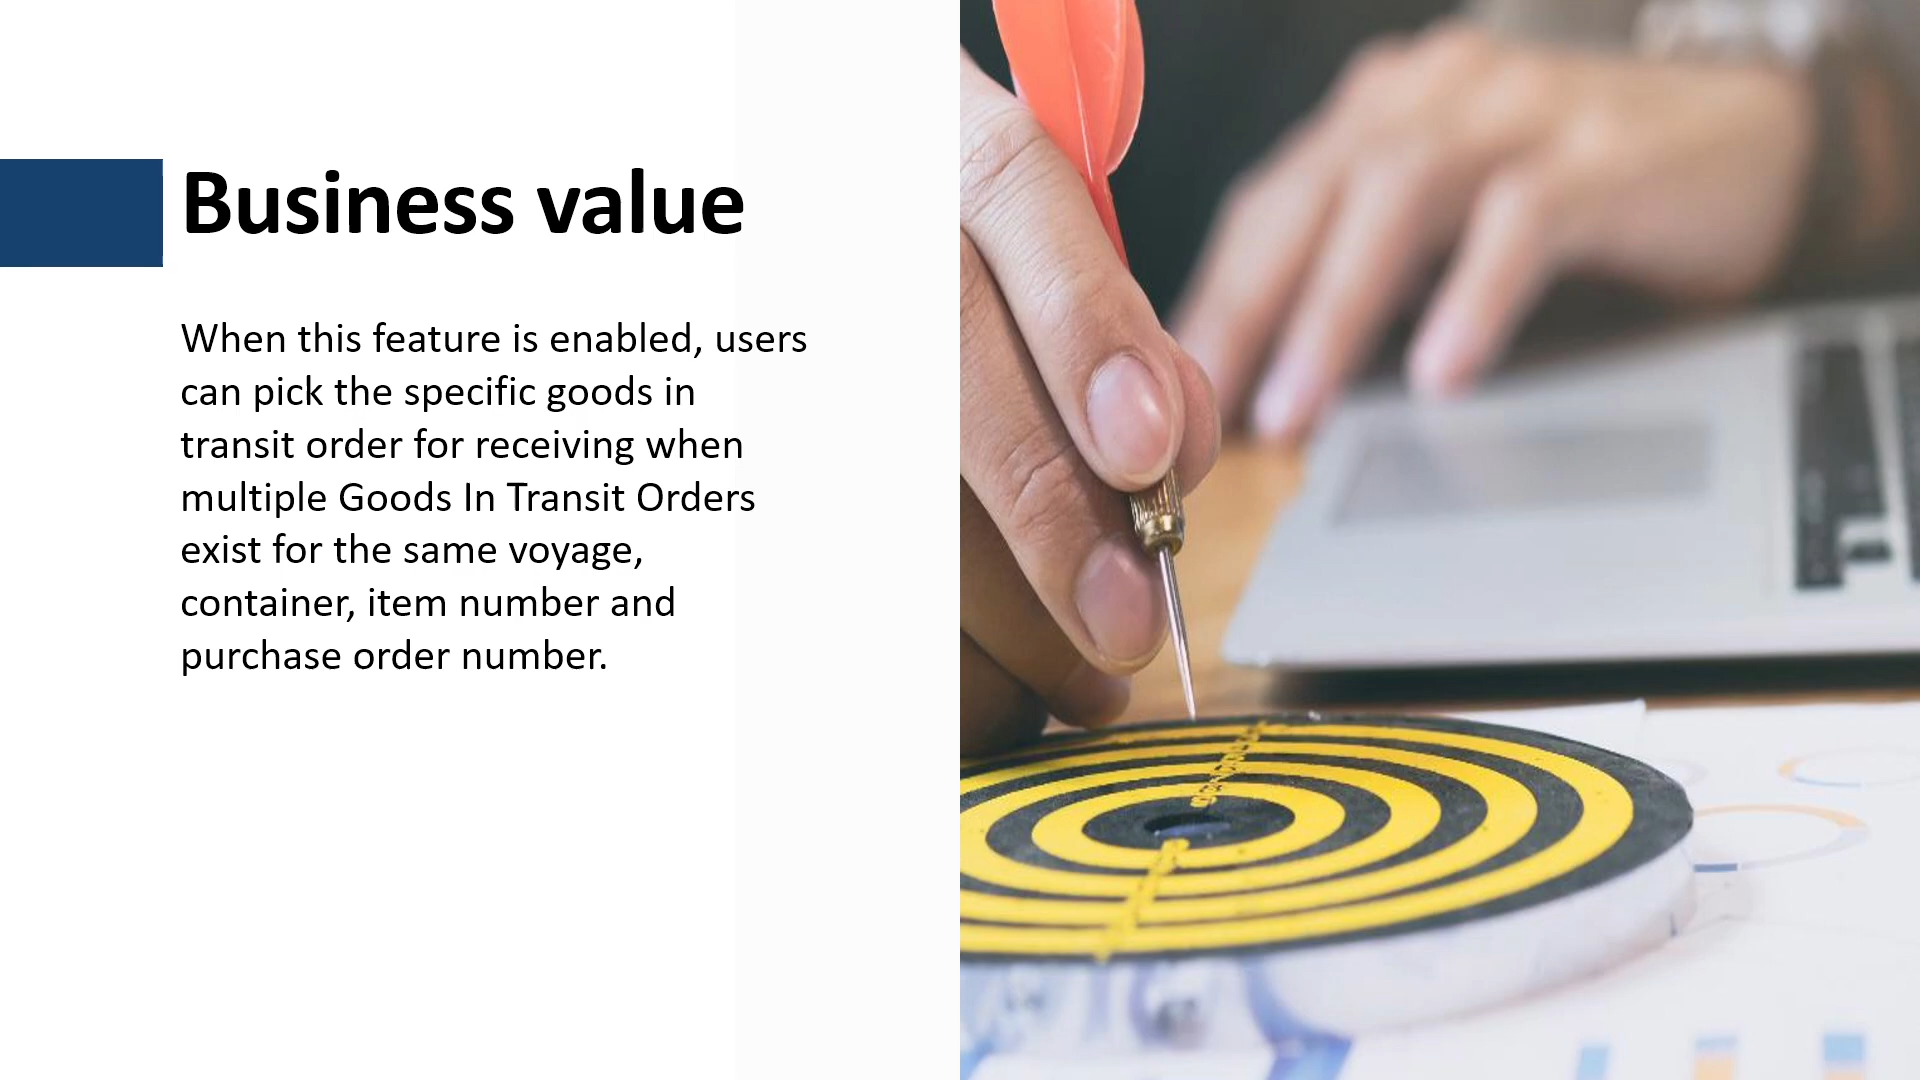 Business value
When this feature is enabled, users
can pick the specific goods in
transit order for receiving when
multiple Goods In Transit Orders
exist for the same voyage,
container, item number and
purchase order number.